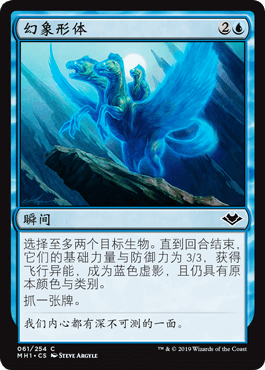 幻象形体 2
瞬间
选择至多两个目标生物。直到回合结束,
它们的基础力量与防御力为 3/3，获得
飞行异能，成为蓝色虚影，且仍具有原
本颜色与类别。
抓一张牌。
我们内心都有深不可测的一面。
061/254 C
MH1 • CS STEVE ARGYLE
™ & © 2019 Wizards of the Coast